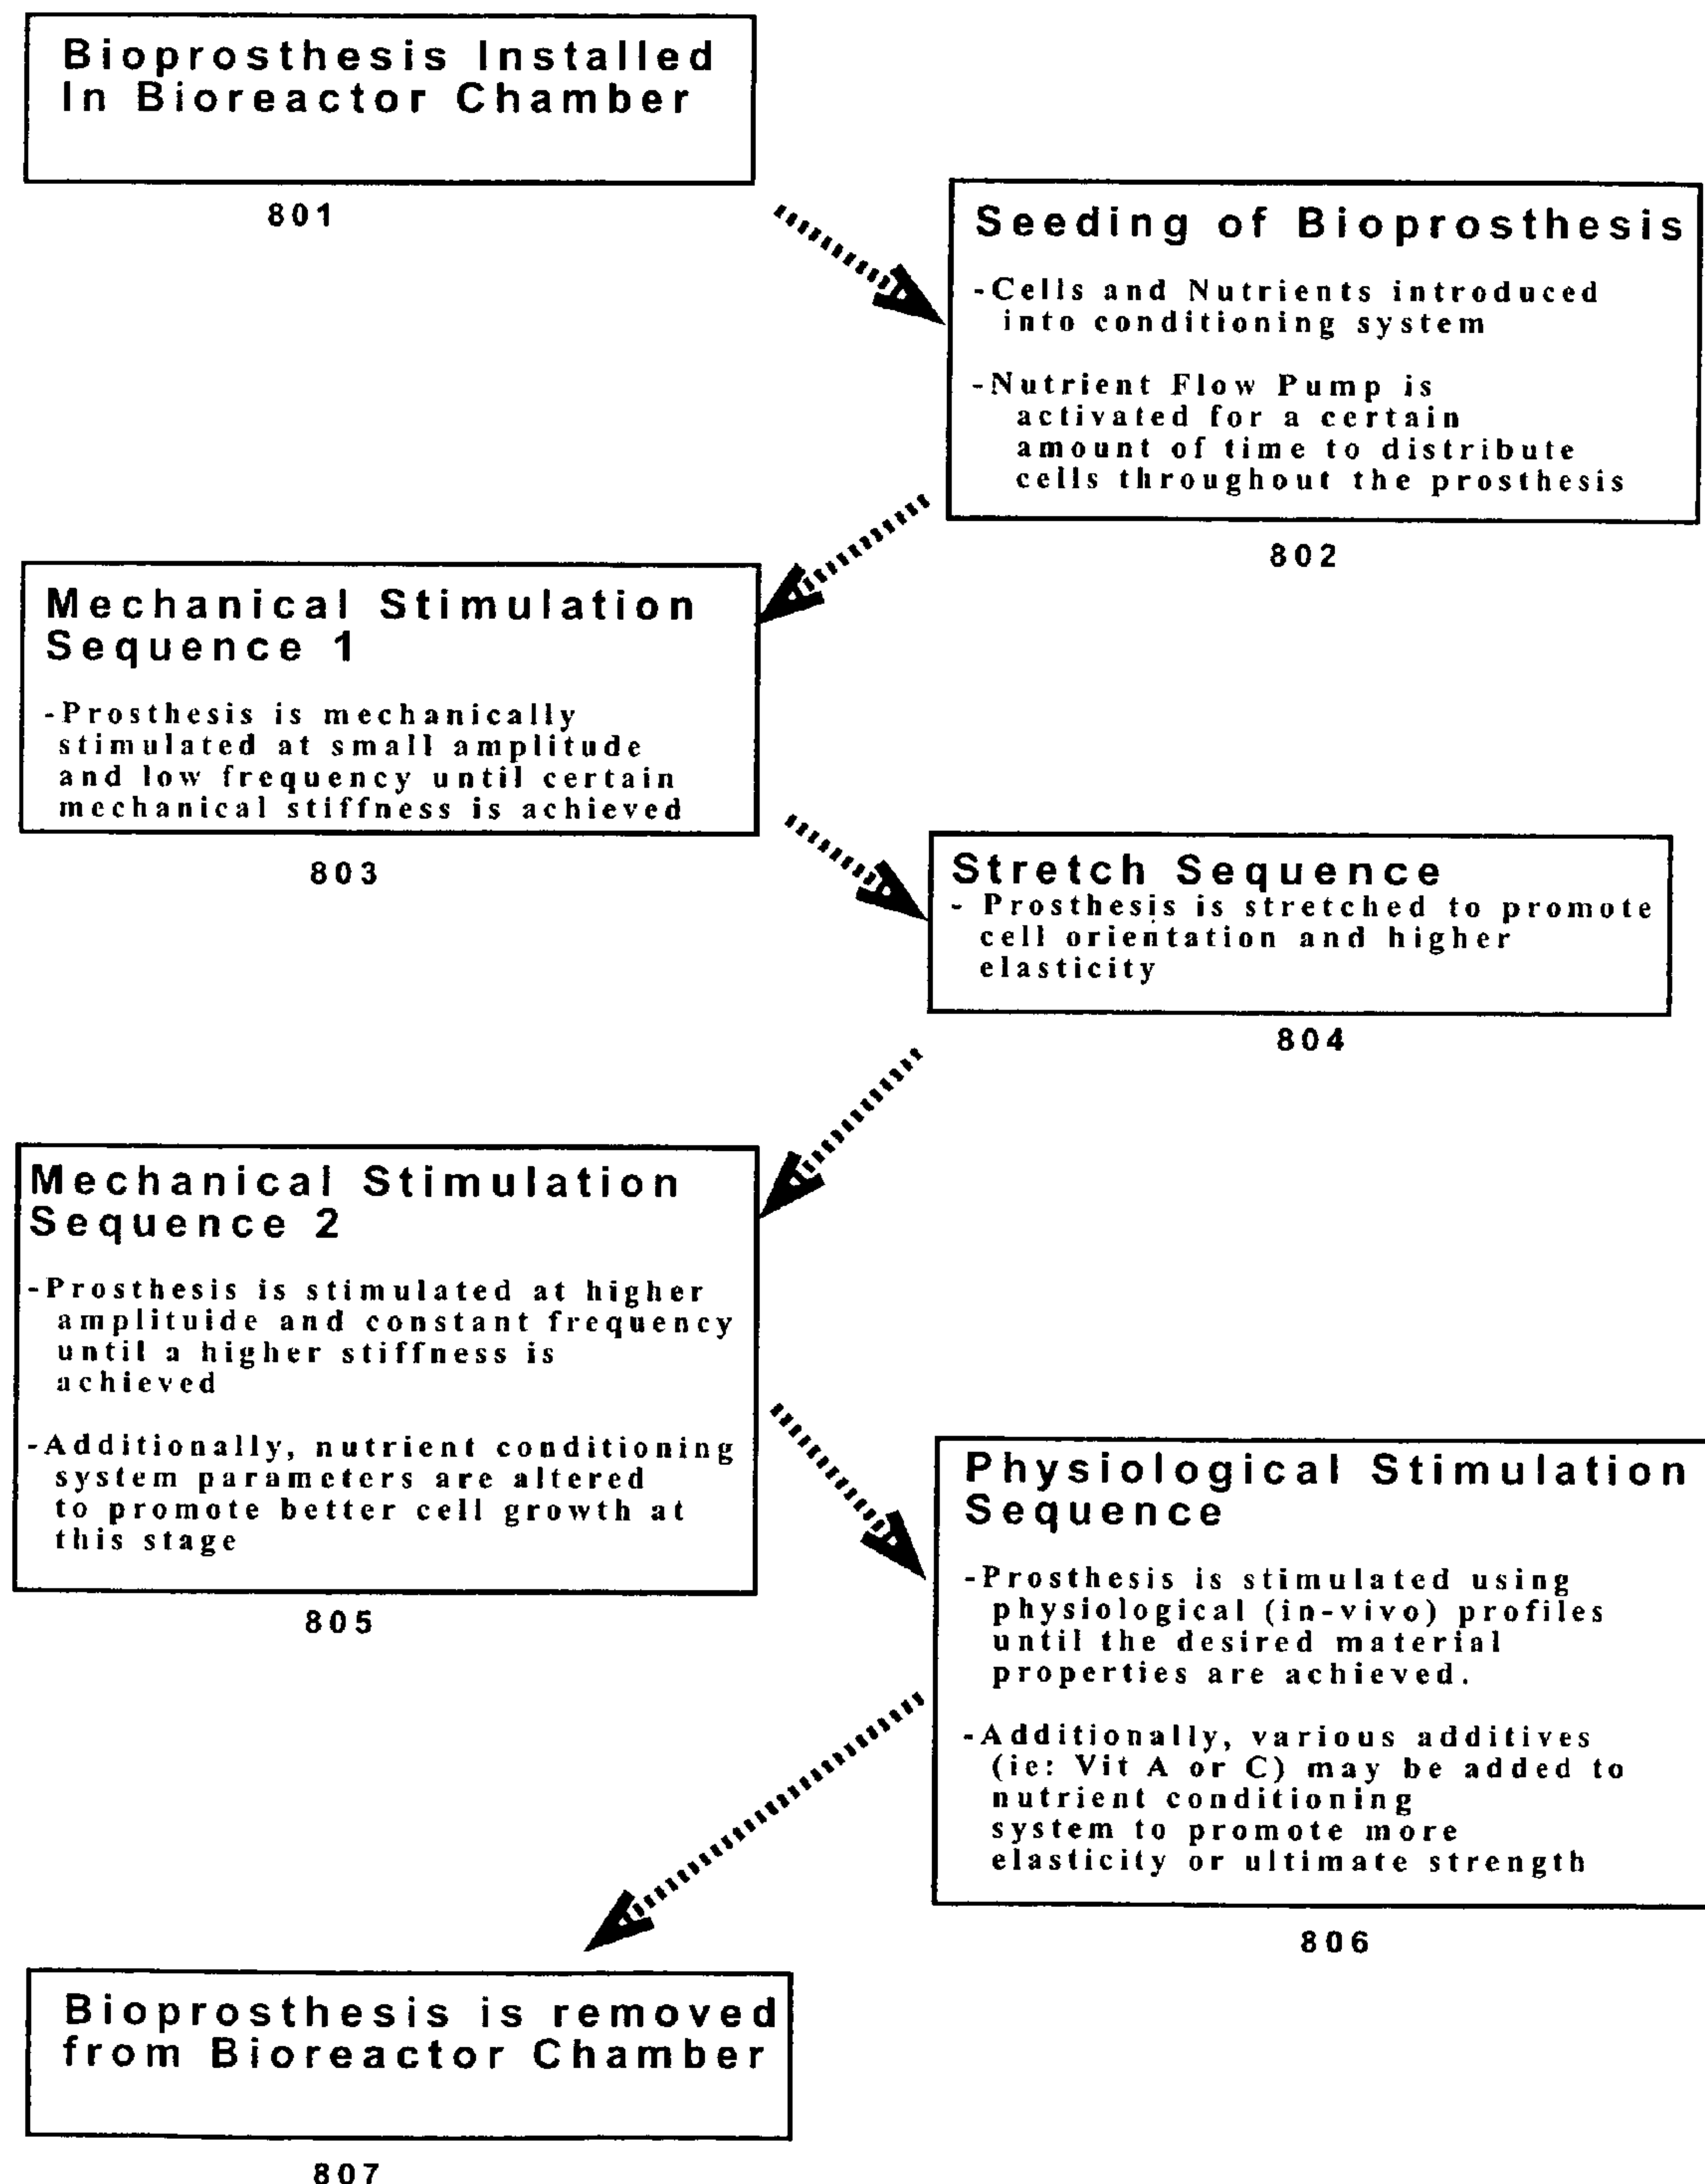 Bioprosthesis Installed
In Bioreactor Chamber
801
Seeding of Bioprosthesis
-Cells and Nutrients introduced
into conditioning system
-Nutrient Flow Pump is
activated for a certain
amount of time to distribute
cells throughout the prosthesis
802
Mechanical Stimulation
Sequence 1
-Prosthesis is mechanically
stimulated at small amplitude
and low frequency until certain
mechanical stiffness is achieved
803
Stretch Sequence
- Prosthesis is stretched to promote
cell orientation and higher
elasticity
804
Mechanical Stimulation
Sequence 2
-Prosthesis is stimulated at higher
amplituide and constant frequency
until a higher stiffness is
achieved
-Additionally, nutrient conditioning
system parameters are altered
to promote better cell growth at
this stage
805
Physiological Stimulation
Sequence
-Prosthesis is stimulated using
physiological (in-vivo) profiles
until the desired material
properties are achieved.
-Additionally, various additives
(ie: Vit A or C) may be added to
nutrient conditioning
system to promote more
elasticity or ultimate strength
806
Bioprosthesis is removed
from Bioreactor Chamber
807